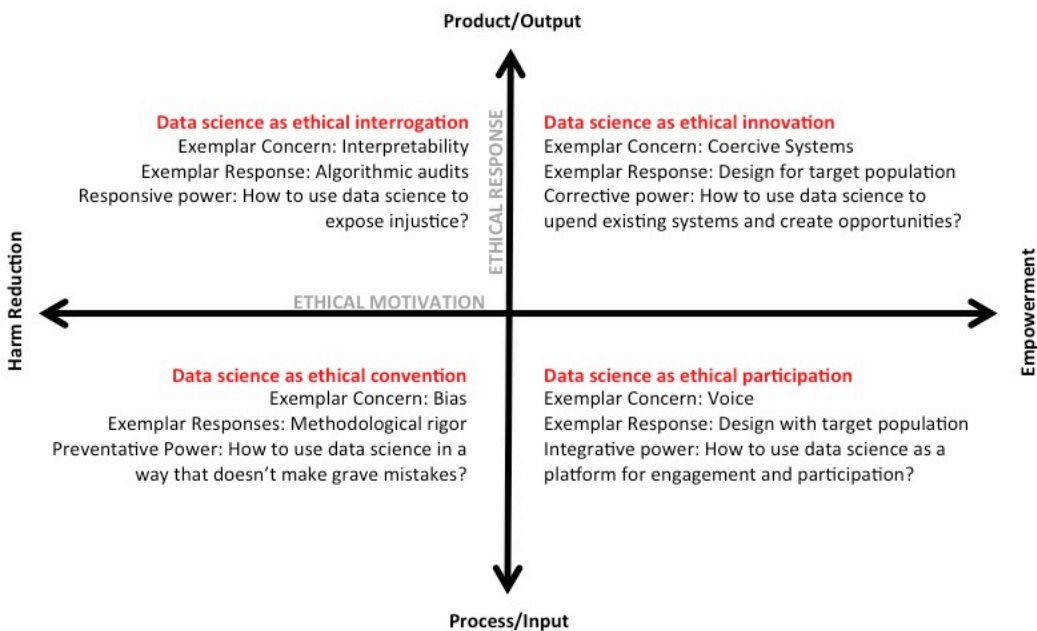 Product/Output
Data science as ethical interrogation
Exemplar Concern: Interpretability
Exemplar Response: Algorithmic audits
Responsive power: How to use data science to
expose injustice?
ETHICAL RESPONSE
Data science as ethical innovation
Exemplar Concern: Coercive Systems
Exemplar Response: Design for target population
Corrective power: How to use data science to
upend existing systems and create opportunities?
Harm Reduction
ETHICAL MOTIVATION
Empowerment
Data science as ethical convention
Exemplar Concern: Bias
Exemplar Responses: Methodological rigor
Preventative Power: How to use data science in a
way that doesn’t make grave mistakes?
Data science as ethical participation
Exemplar Concern: Voice
Exemplar Response: Design with target population
Integrative power: How to use data science as a
platform for engagement and participation?
Process/Input